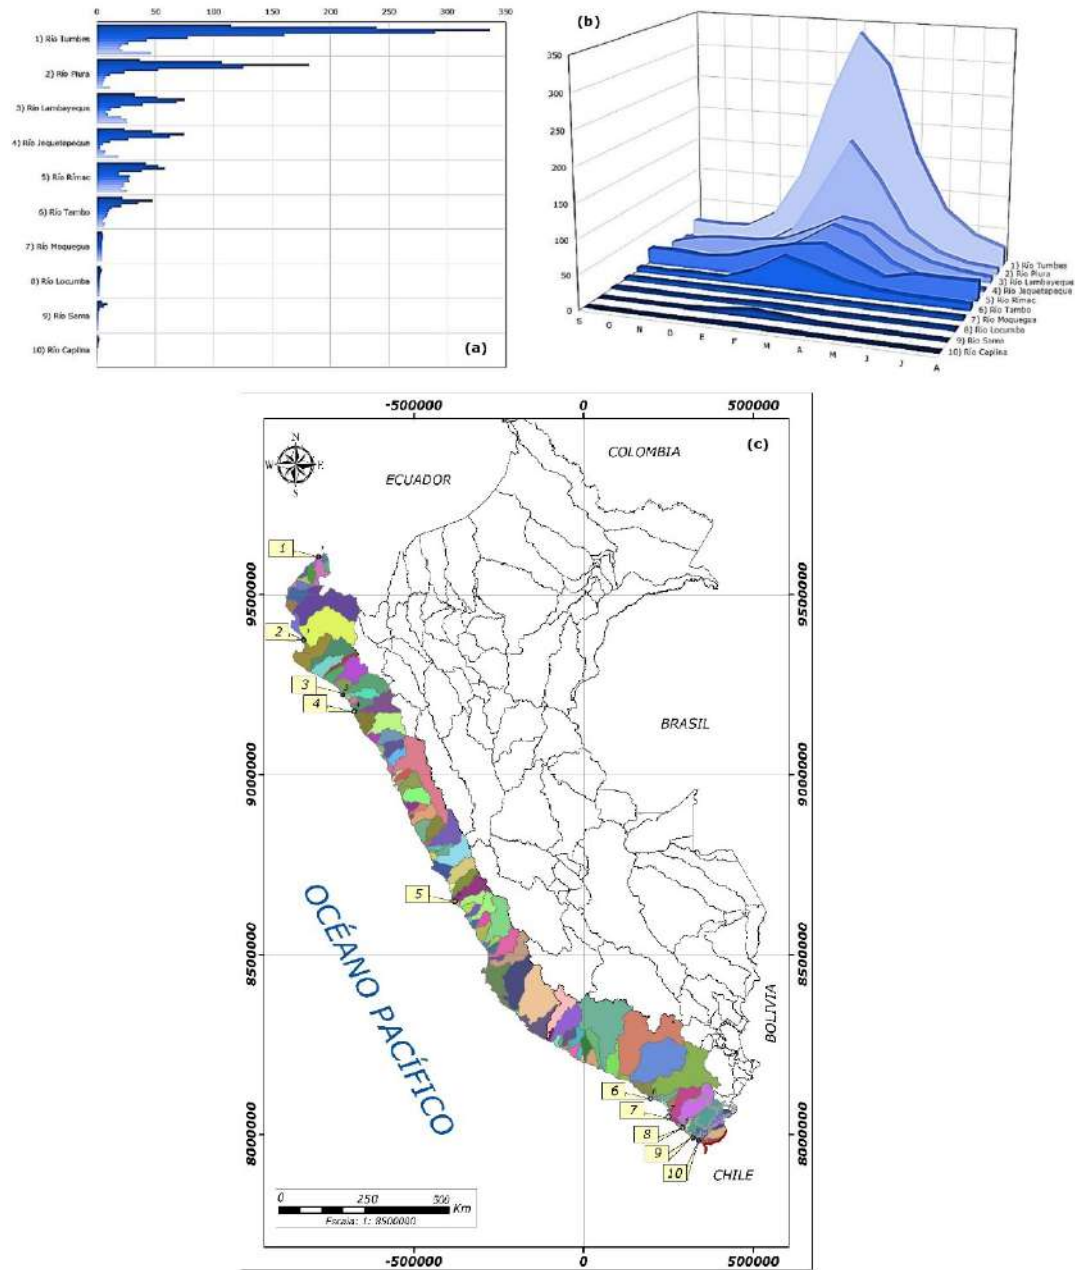 0 50 100 150 200 250 300 350
1) Río Tumbes
2) Río Piura
3) Río Lambayeque
4) Río Jequetepeque
5) Río Rímac
6) Río Tambo
7) Río Moquegua
8) Río Locumba
9) Río Sama
10) Río Caplina
(a)
(b)
350
300
250
200
150
100
50
0
S O N D E F M A M J J A
1) Río Tumbes
2) Río Piura
3) Río Lambayeque
4) Río Jequetepeque
5) Río Rímac
6) Río Tambo
7) Río Moquegua
8) Río Locumba
9) Río Sama
10) Río Caplina
-500000 0 500000
(c)
N
W E
S
COLOMBIA
ECUADOR
1
9500000 9500000
2
3
4
BRASIL
9000000 9000000
5
OCÉANO PACÍFICO
8500000 8500000
BOLIVIA
6
7
8
9
10
8000000 8000000
CHILE
0 250 500
Km
Escala: 1: 8500000
-500000 0 500000